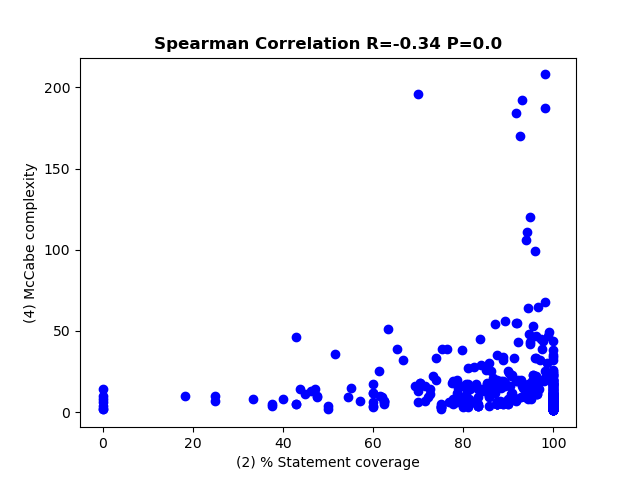 Spearman Correlation R=-0.34 P=0.0
(4) McCabe complexity
200
150
100
50
0
0 20 40 60 80 100
(2) % Statement coverage